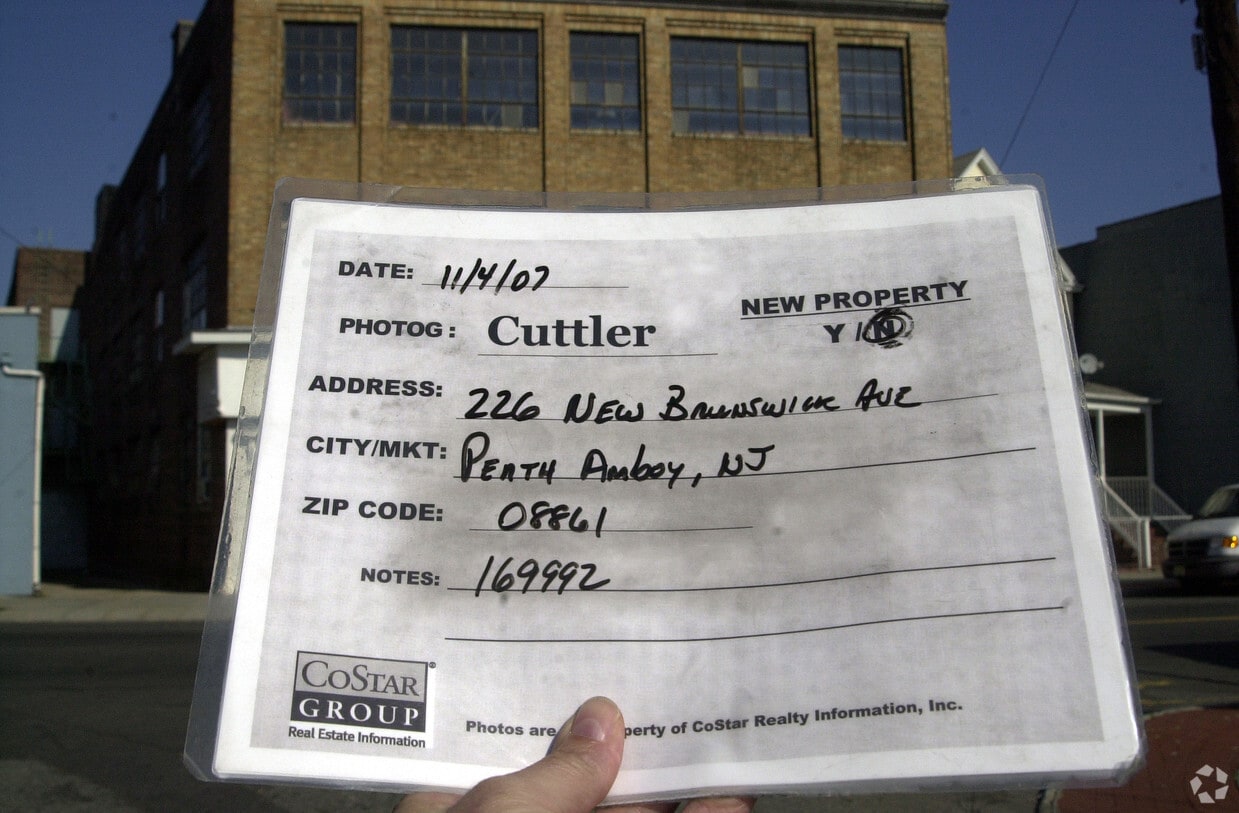 DATE: 11/4/07
NEW PROPERTY
PHOTOG: Cuttler
Y / N
ADDRESS: 226 NEW BRUNSWICK AVE
CITY/MKT: PERTH AMBOY, NJ
ZIP CODE: 08861
NOTES: 169992
COSTAR®
GROUP
Real Estate Information
Photos are perty of CoStar Realty Information, Inc.